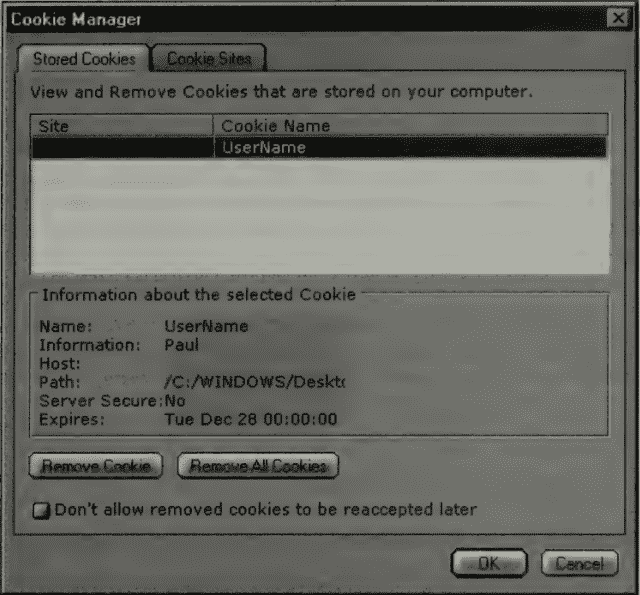 Cookie Manager
Stored Cookies Cookie Sites
View and Remove Cookies that are stored on your computer.
Site Cookie Name
UserName
Information about the selected Cookie
Name: UserName
Information: Paul
Host:
Path: /C:/WINDOWS/Deskt
Server Secure:No
Expires: Tue Dec 28 00:00:00
Remove Cookie Remove All Cookies
Don't allow removed cookies to be reaccepted later
OK Cancel